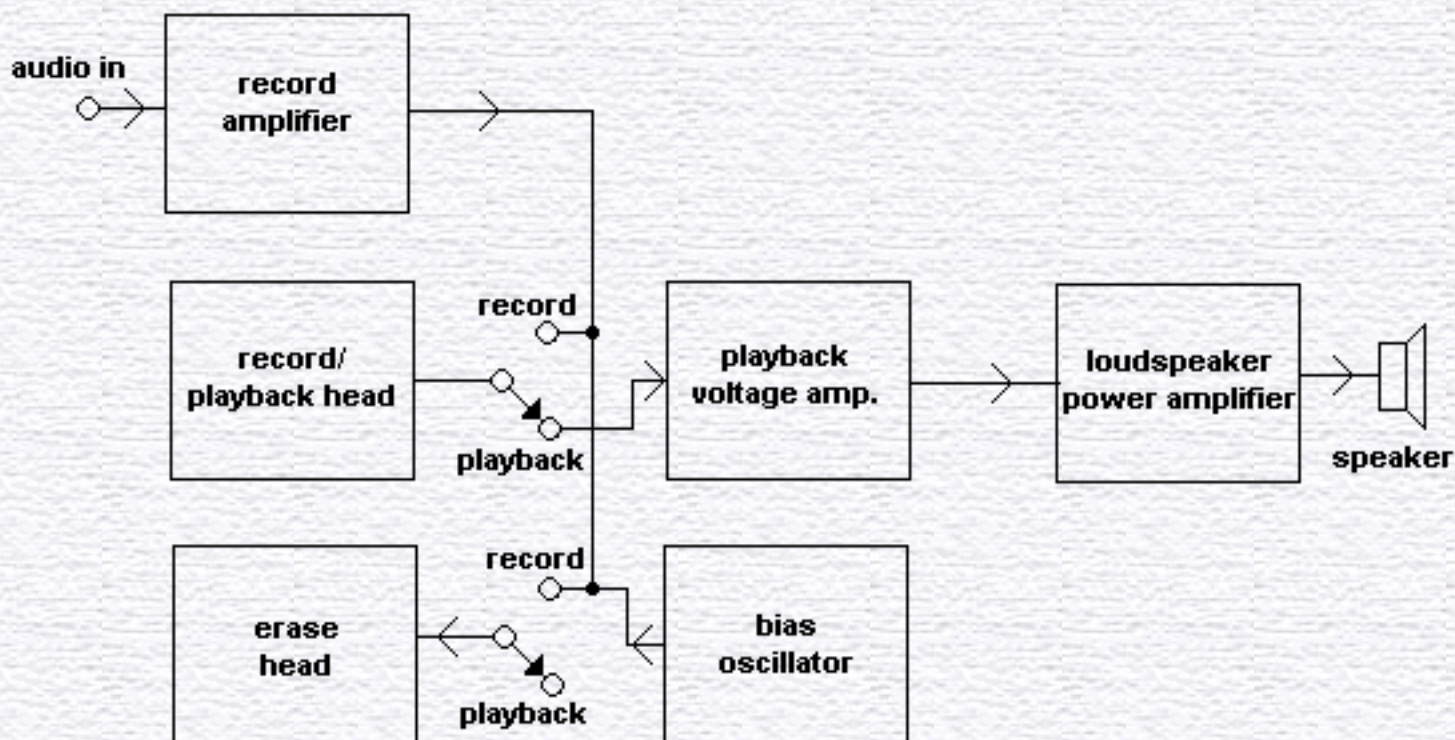 audio in
record
amplifier
record
record/
playback head
playback
playback
voltage amp.
loudspeaker
power amplifier
speaker
record
erase
head
playback
bias
oscillator